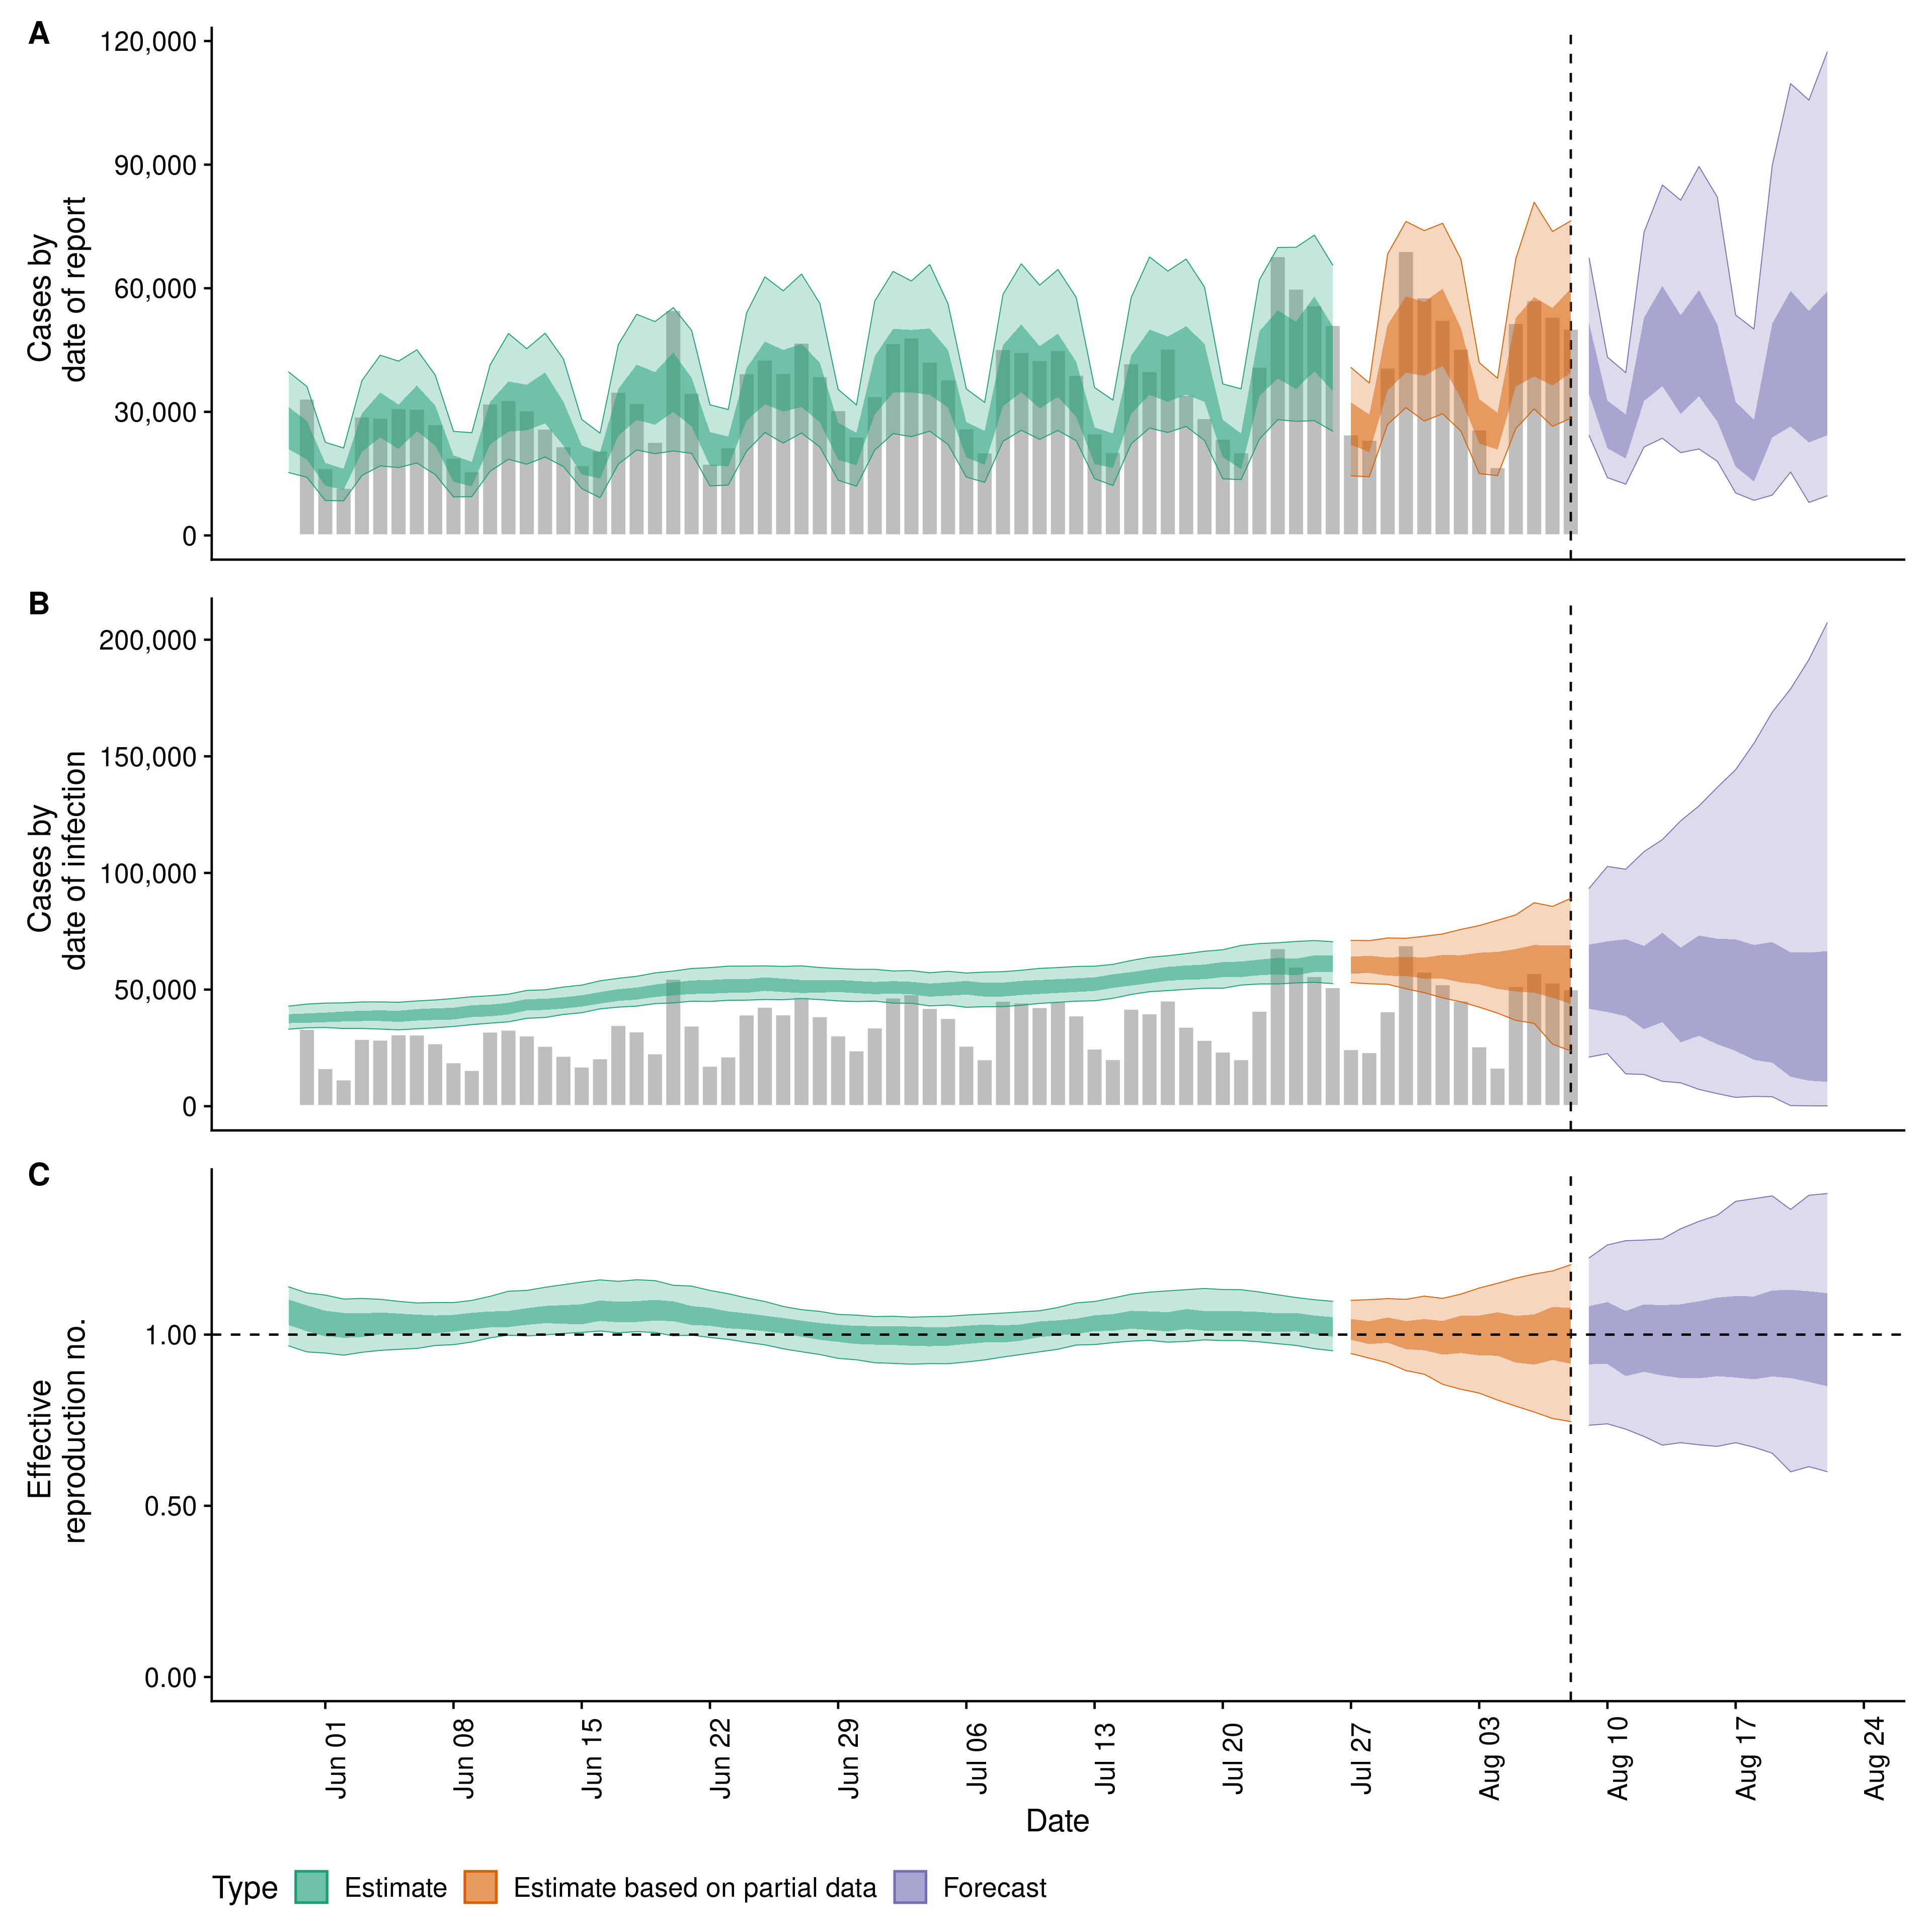 A
120,000
90,000
60,000
30,000
0
Cases by
date of report
B
200,000
150,000
100,000
50,000
0
Cases by
date of infection
C
1.00
0.50
0.00
Effective
reproduction no.
Jun 01
Jun 08
Jun 15
Jun 22
Jun 29
Jul 06
Jul 13
Jul 20
Jul 27
Aug 03
Aug 10
Aug 17
Aug 24
Date
Type Estimate Estimate based on partial data Forecast